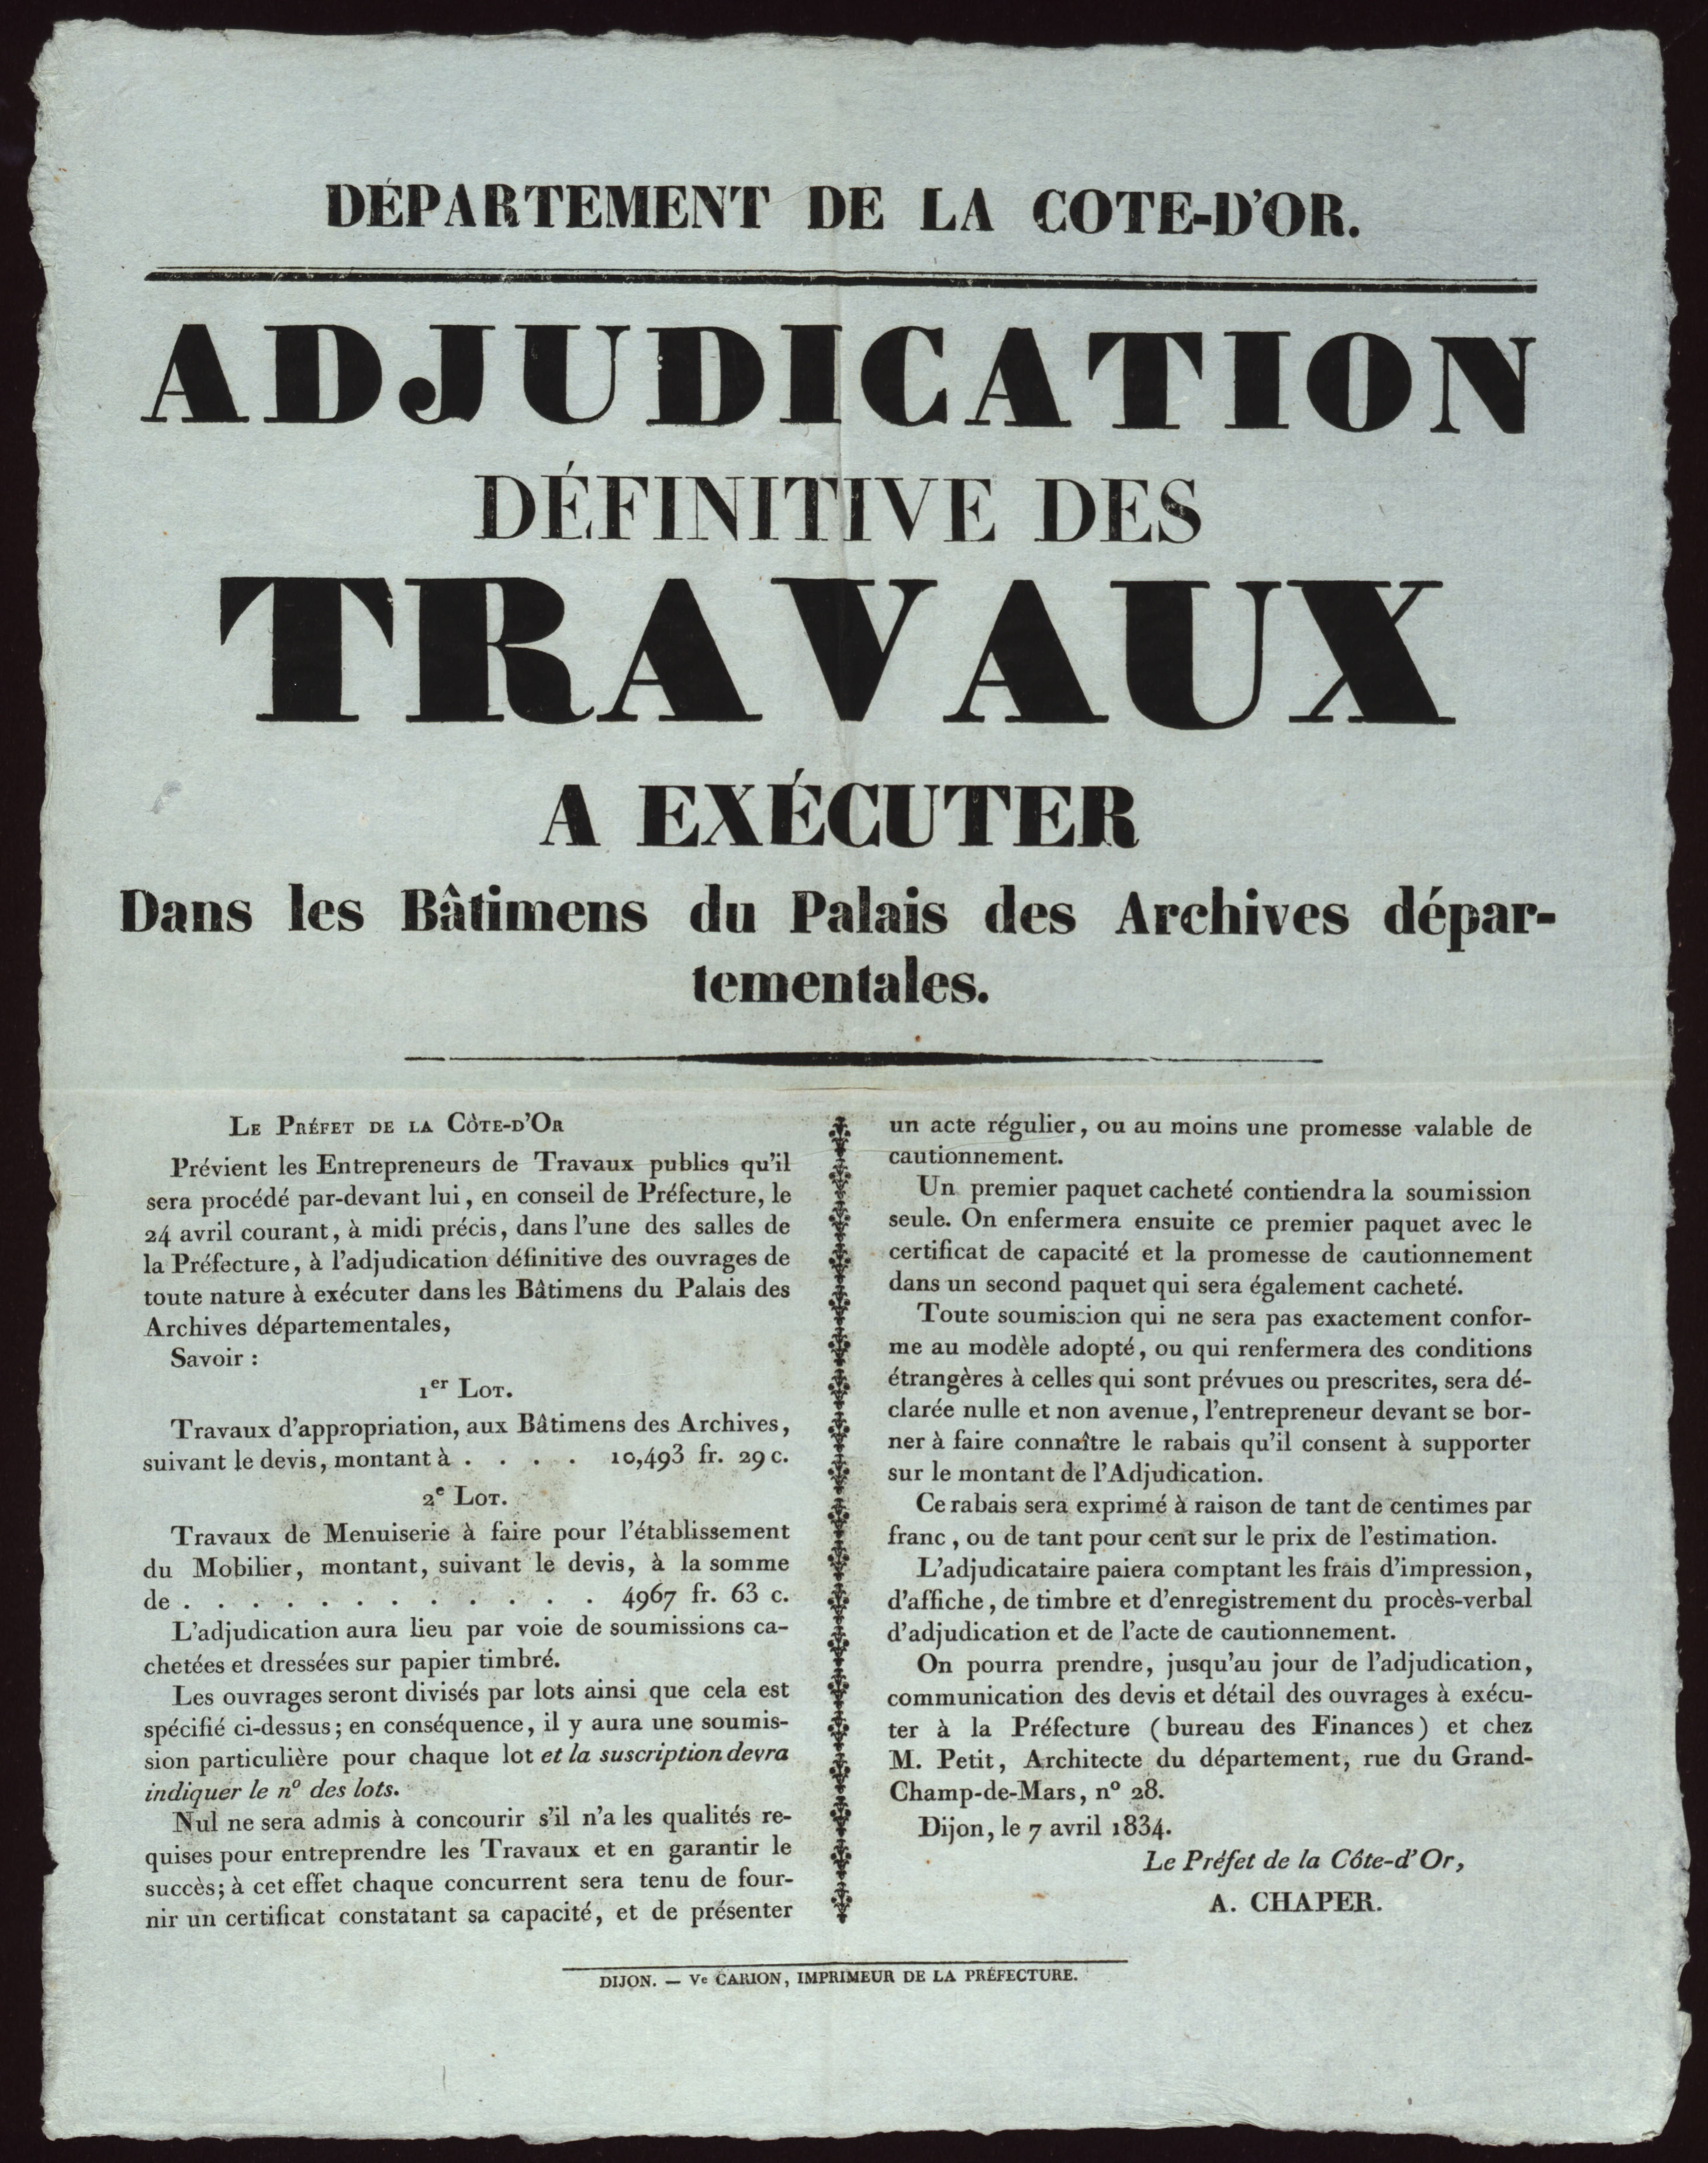 DÉPARTEMENT DE LA COTE-D'OR.
ADJUDICATION
DÉFINITIVE DES
TRAVAUX
A EXÉCUTER
Dans les Bâtimens du Palais des Archives dépar-
tementales.
LE PRÉFET DE LA CÒTE-D'OR
Prévient les Entrepreneurs de Travaux publics qu'il
sera procédé par-devant lui, en conseil de Préfecture, le
24 avril courant, à midi précis, dans l'une des salles de
la Préfecture, à l'adjudication définitive des ouvrages de
toute nature à exécuter dans les Bâtimens du Palais des
Archives départementales,
Savoir :
1er LOT.
Travaux d'appropriation, aux Bâtimens des Archives,
suivant le devis, montant à . . . . 10,493 fr. 29 c.
2e LOT.
Travaux de Menuiserie à faire pour l'établissement
du Mobilier, montant, suivant le devis, à la somme
de . . . . . . . . . . . . . 4967 fr. 63 c.
L'adjudication aura lieu par voie de soumissions ca-
chetées et dressées sur papier timbré.
Les ouvrages seront divisés par lots ainsi que cela est
spécifié ci-dessus; en conséquence, il y aura une soumis-
sion particulière pour chaque lot et la suscription devra
indiquer le no des lots.
Nul ne sera admis à concourir s'il n'a les qualités re-
quises pour entreprendre les Travaux et en garantir le
succès; à cet effet chaque concurrent sera tenu de four-
nir un certificat constatant sa capacité, et de présenter
un acte régulier, ou au moins une promesse valable de
cautionnement.
Un premier paquet cacheté contiendra la soumission
seule. On enfermera ensuite ce premier paquet avec le
certificat de capacité et la promesse de cautionnement
dans un second paquet qui sera également cacheté.
Toute soumission qui ne sera pas exactement confor-
me au modèle adopté, ou qui renfermera des conditions
étrangères à celles qui sont prévues ou prescrites, sera dé-
clarée nulle et non avenue, l'entrepreneur devant se bor-
ner à faire connaître le rabais qu'il consent à supporter
sur le montant de l'Adjudication.
Ce rabais sera exprimé à raison de tant de centimes par
franc, ou de tant pour cent sur le prix de l'estimation.
L'adjudicataire paiera comptant les frais d'impression,
d'affiche, de timbre et d'enregistrement du procès-verbal
d'adjudication et de l'acte de cautionnement.
On pourra prendre, jusqu'au jour de l'adjudication,
communication des devis et détail des ouvrages à exécu-
ter à la Préfecture (bureau des Finances) et chez
M. Petit, Architecte du département, rue du Grand-
Champ-de-Mars, no 28.
Dijon, le 7 avril 1834.
Le Préfet de la Côte-d'Or,
A. CHAPER.
DIJON. — Ve CARION, IMPRIMEUR DE LA PRÉFECTURE.